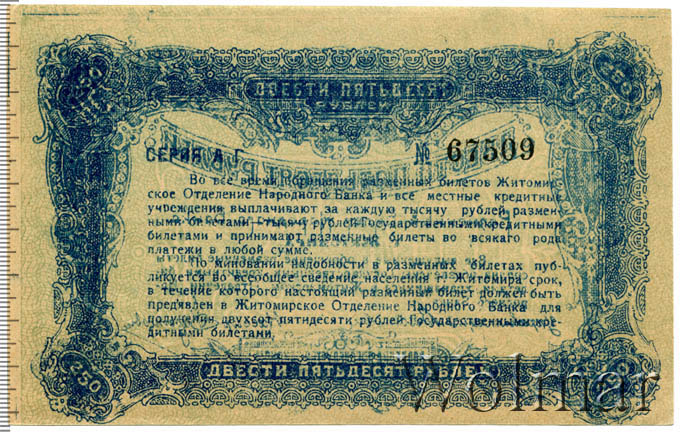 250
250
ДВЕСТИ ПЯТЬДЕСЯТ
РУБЛЕЙ
СЕРИЯ А Г
№ 67509
Во все время обращения разменных билетов Житомир-
ское Отделение Народного Банка и все местные кредитные
учреждения выплачивают за каждую тысячу рублей размен-
ными билетами 1 тысячу рублей Государственными кредитными
билетами и принимают разменные билеты во всякаго рода
платежи в любой сумме.
По миновании надобности в разменных билетах пуб-
ликуется во всеобщее сведение населения г. Житомира срок,
в течение которого настоящий разменный билет должен быть
предявлен в Житомирское Отделение Народного Банка для
получения двухсот пятидесяти рублей Государственными кре-
дитными билетами.
250
ДВЕСТИ ПЯТЬДЕСЯТ РУБЛЕЙ
250
Wolmar